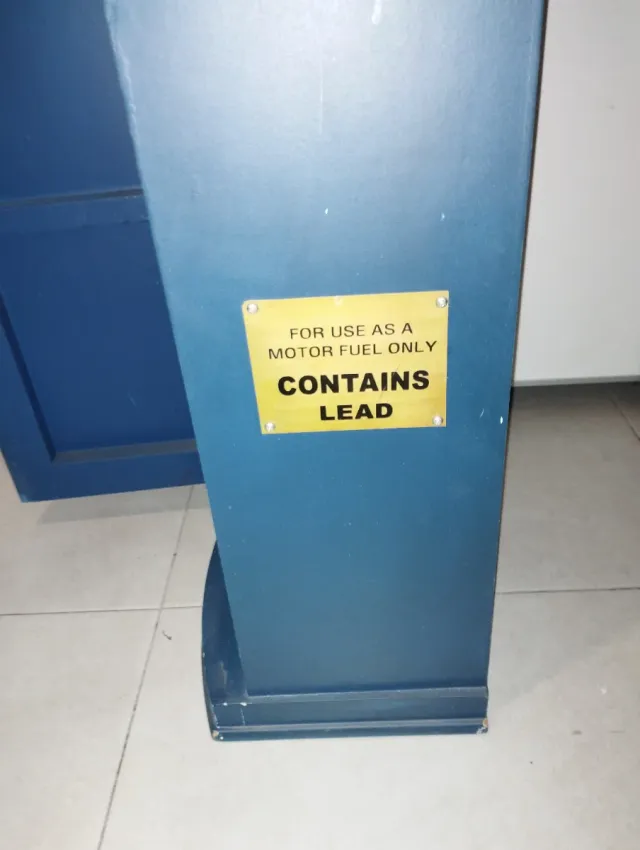 FOR USE AS A
MOTOR FUEL ONLY
CONTAINS
LEAD